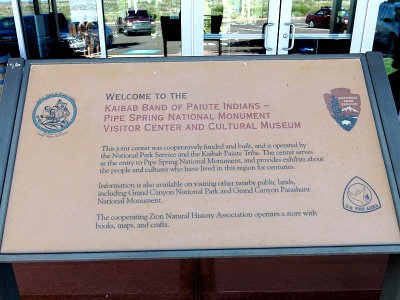 WELCOME TO THE
KAIBAB BAND OF PAIUTE INDIANS –
PIPE SPRING NATIONAL MONUMENT
VISITOR CENTER AND CULTURAL MUSEUM
NATIONAL PARK
SERVICE
This joint center was cooperatively funded and built, and is operated by
the National Park Service and the Kaibab Paiute Tribe. The center serves
as the entry to Pipe Spring National Monument, and provides exhibits about
the people and cultures who have lived in this region for centuries.
Information is also available on visiting other nearby public lands,
including Grand Canyon National Park and Grand Canyon Parashant
National Monument.
The cooperating Zion Natural History Association operates a store with
books, maps, and crafts.
U.S. FEE AREA